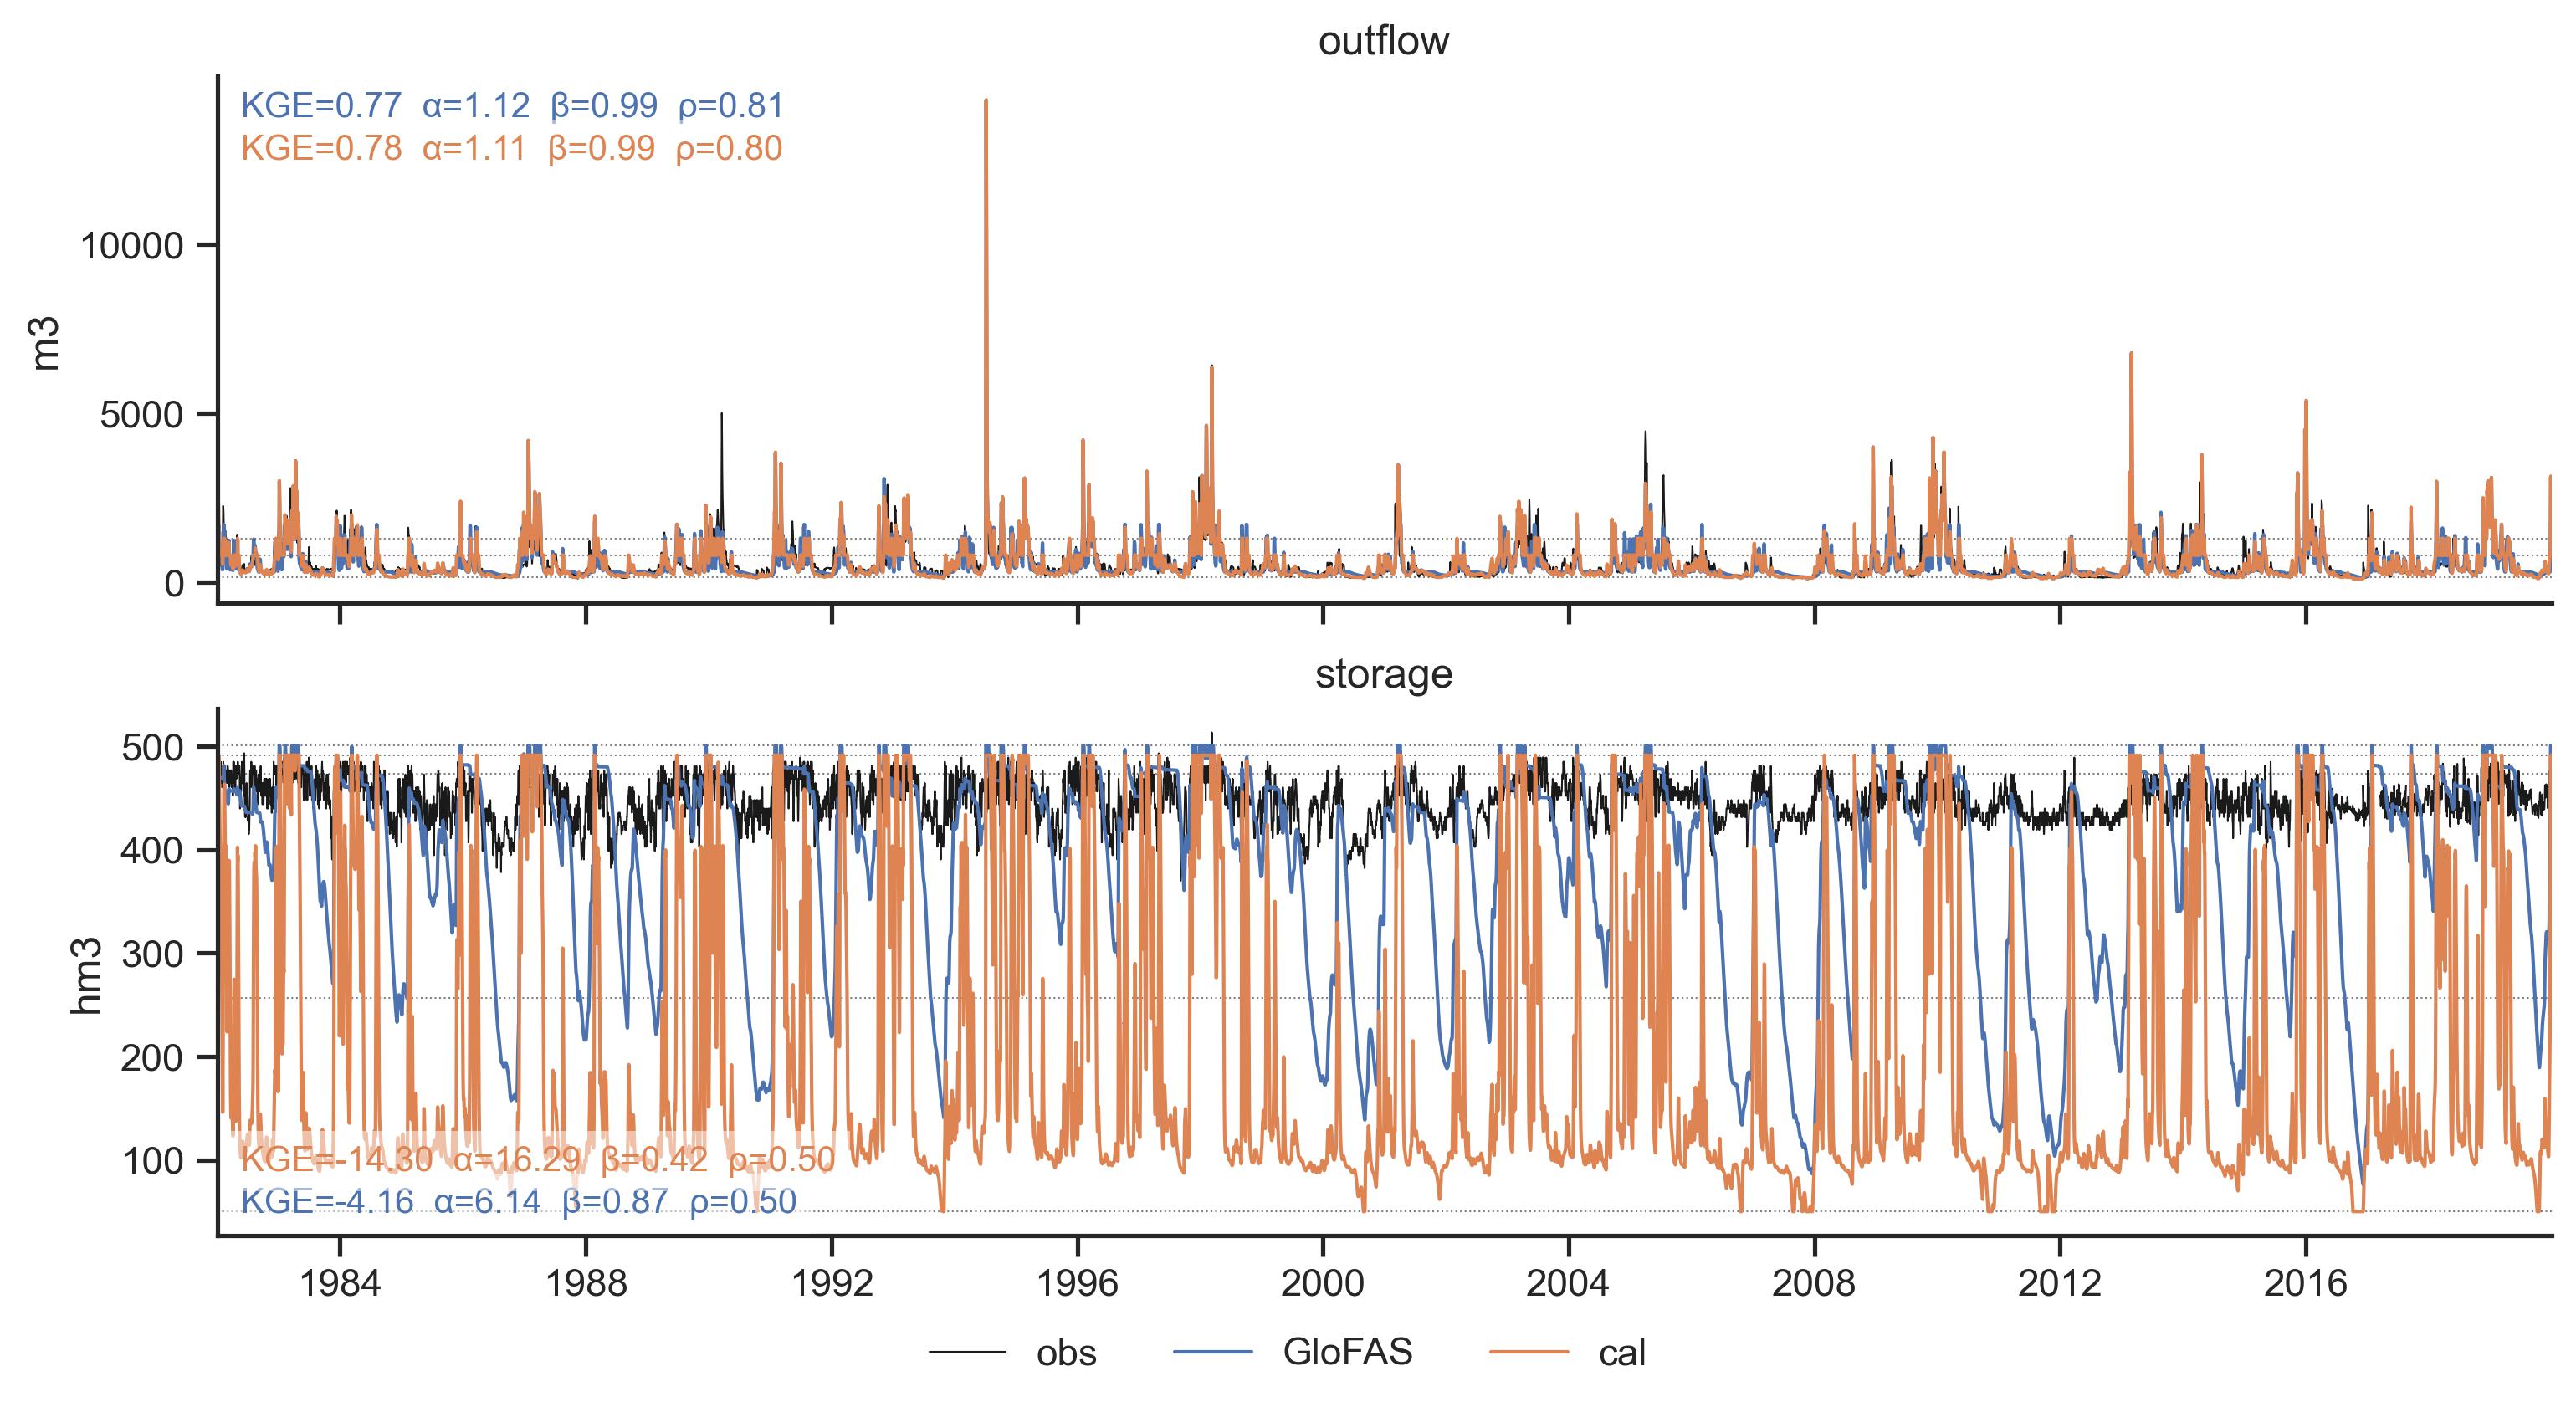 outflow
KGE=0.77 α=1.12 β=0.99 ρ=0.81
KGE=0.78 α=1.11 β=0.99 ρ=0.80
m3
10000
5000
0
storage
hm3
500
400
300
200
100
KGE=-14.30 α=16.29 β=0.42 ρ=0.50
KGE=-4.16 α=6.14 β=0.87 ρ=0.50
1984 1988 1992 1996 2000 2004 2008 2012 2016
obs GloFAS cal